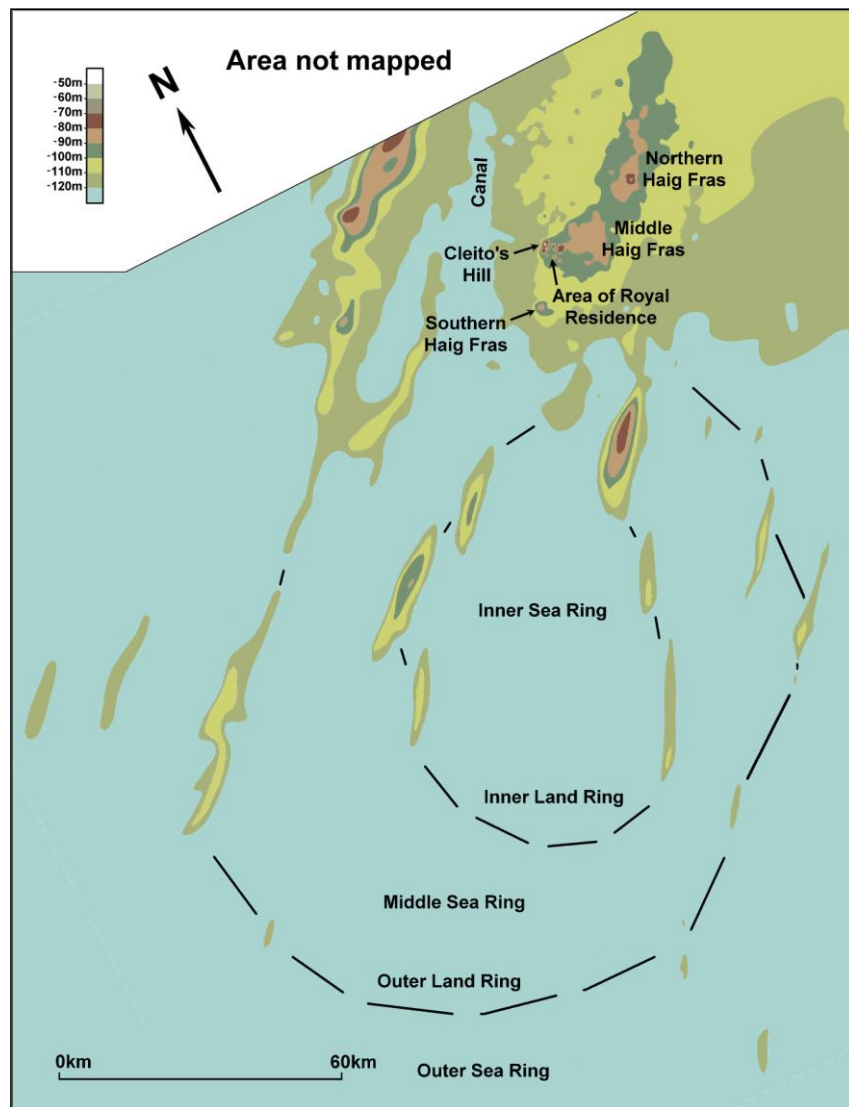 Area not mapped
-50m
-60m
-70m
-80m
-90m
-100m
-110m
-120m
N
Canal
Northern
Haig Fras
Middle
Haig Fras
Cleito's
Hill
Area of Royal
Residence
Southern
Haig Fras
Inner Sea Ring
Inner Land Ring
Middle Sea Ring
Outer Land Ring
0km
60km
Outer Sea Ring